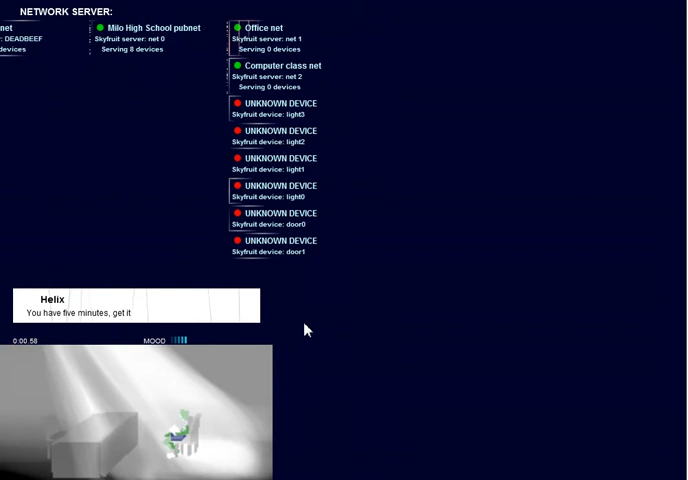 NETWORK SERVER:
net
: DEADBEEF
devices
Milo High School pubnet
Skyfruit server: net 0
Serving 8 devices
Office net
Skyfruit server: net 1
Serving 0 devices
Computer class net
Skyfruit server: net 2
Serving 0 devices
UNKNOWN DEVICE
Skyfruit device: light3
UNKNOWN DEVICE
Skyfruit device: light2
UNKNOWN DEVICE
Skyfruit device: light1
UNKNOWN DEVICE
Skyfruit device: light0
UNKNOWN DEVICE
Skyfruit device: door0
UNKNOWN DEVICE
Skyfruit device: door1
Helix
You have five minutes, get it
0:00.58 MOOD